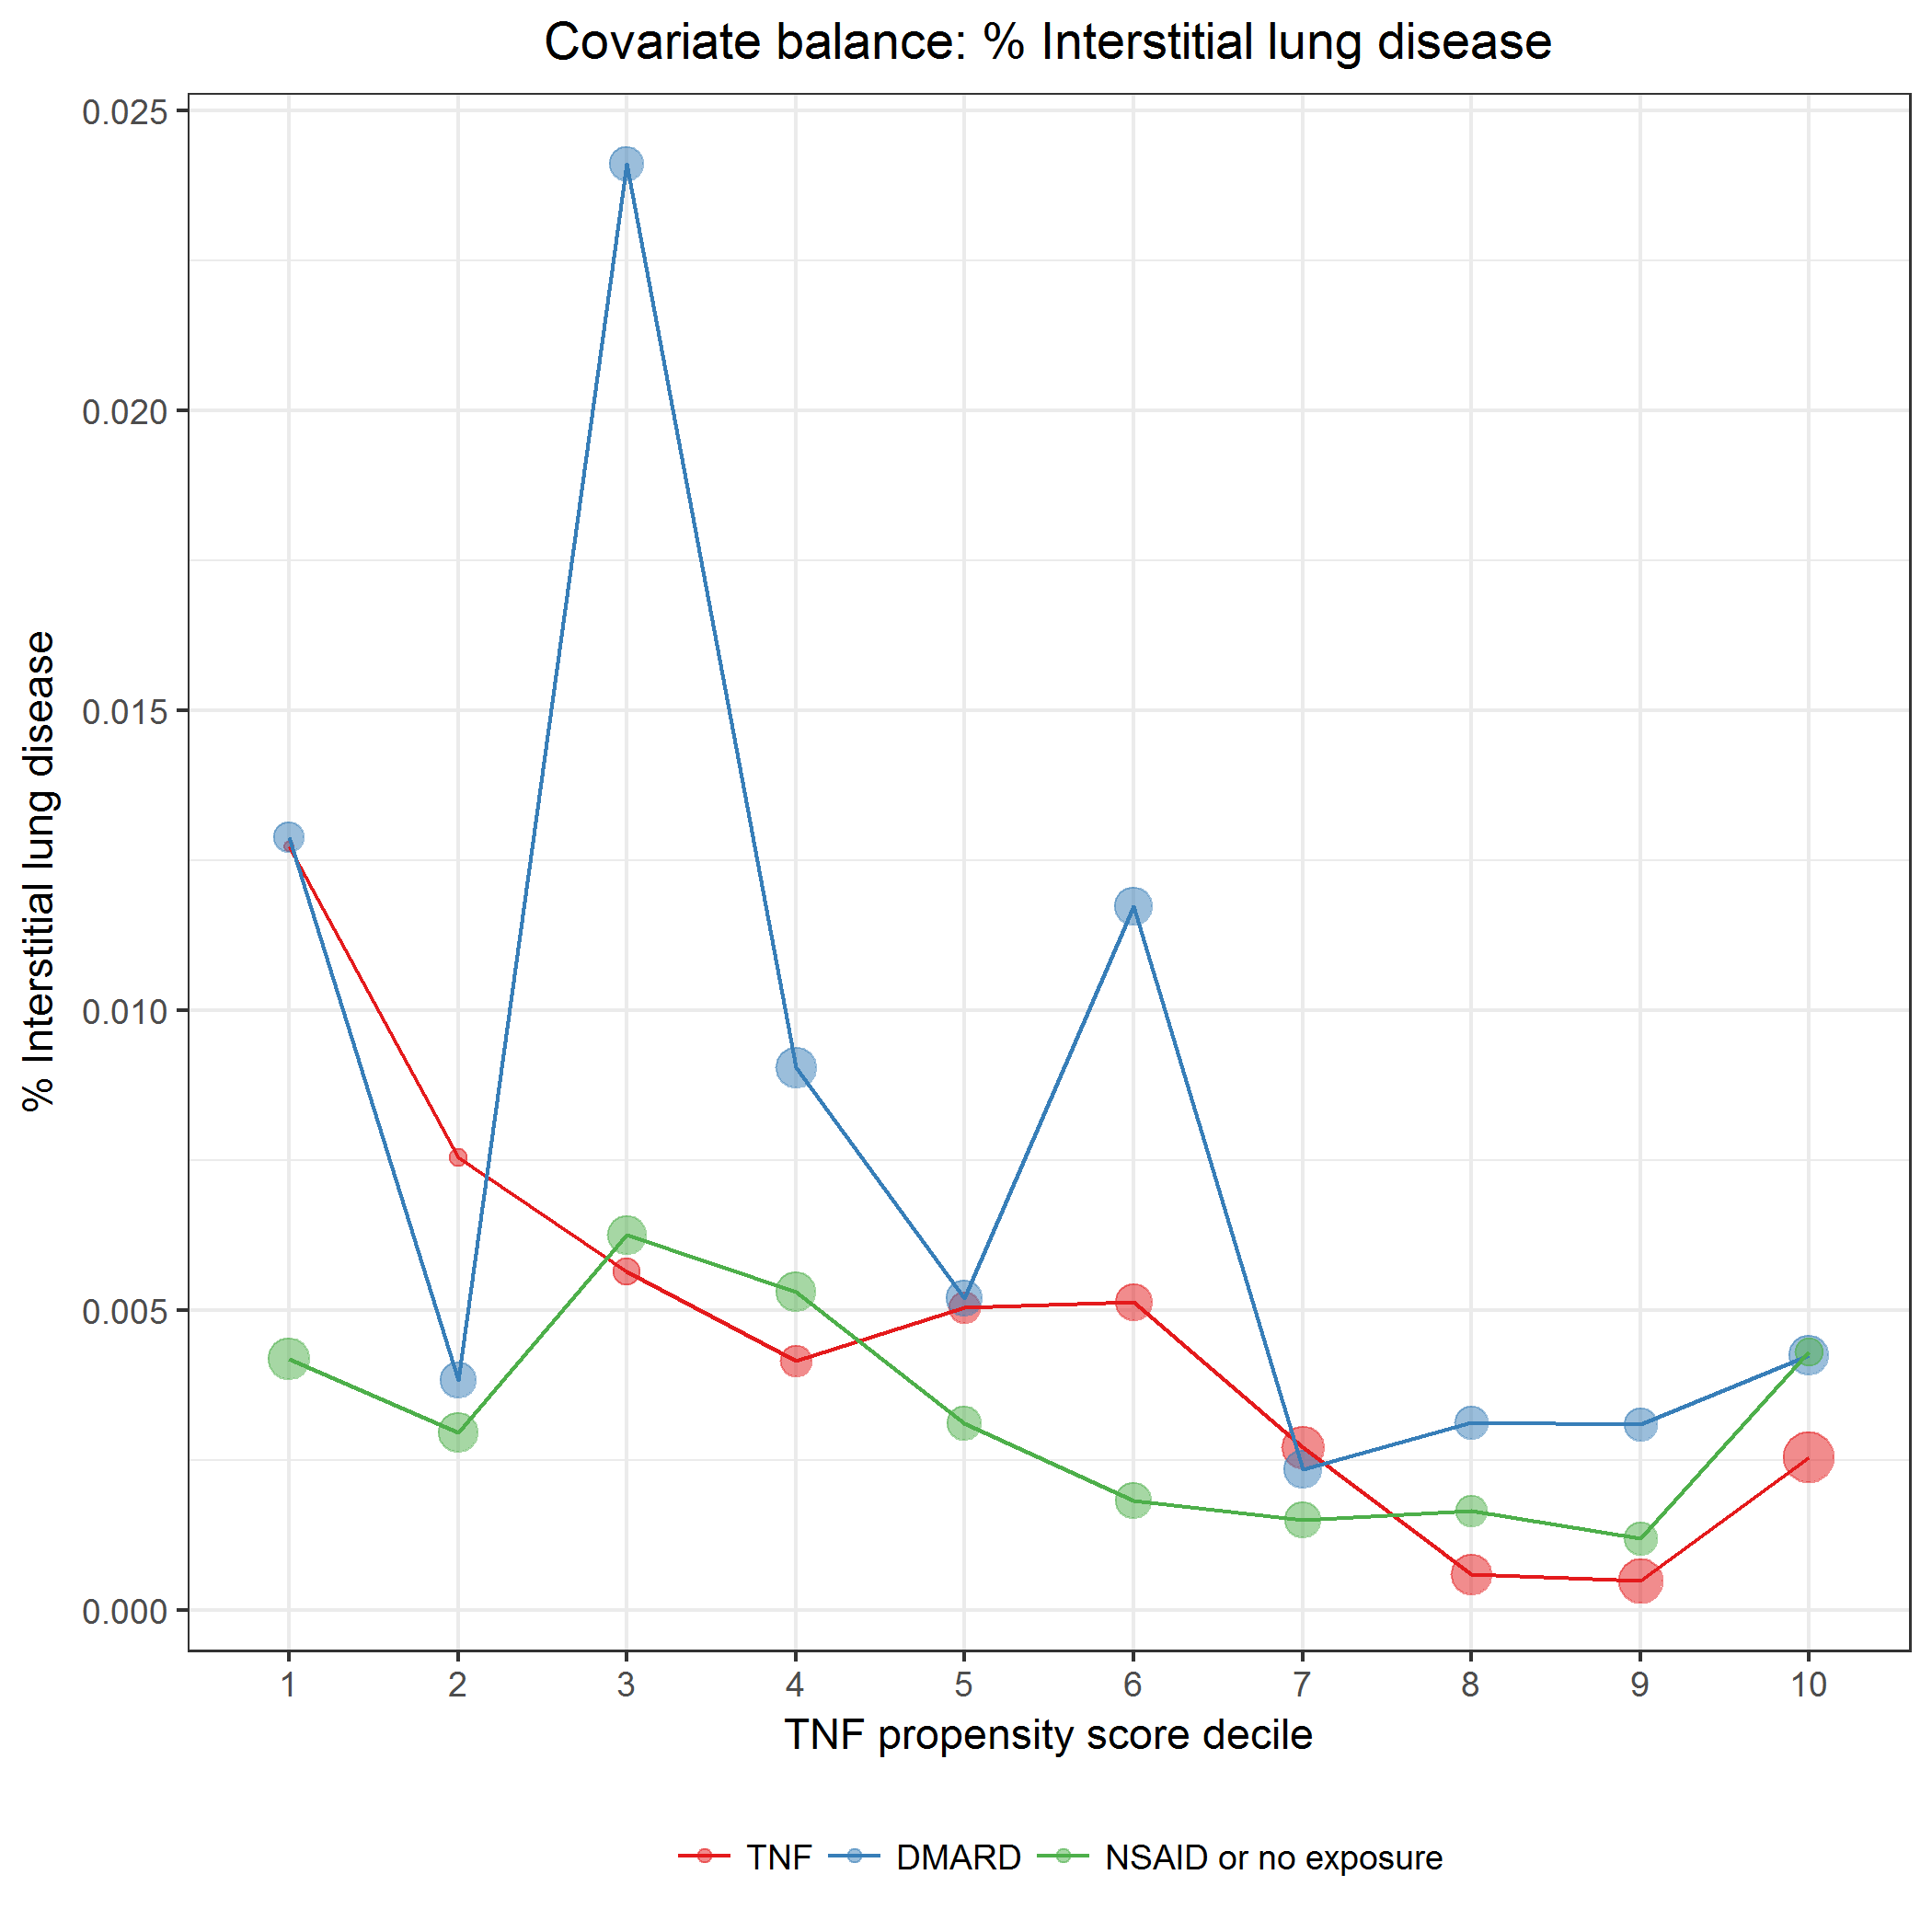 Covariate balance: % Interstitial lung disease
% Interstitial lung disease
0.025
0.020
0.015
0.010
0.005
0.000
1 2 3 4 5 6 7 8 9 10
TNF propensity score decile
TNF DMARD NSAID or no exposure